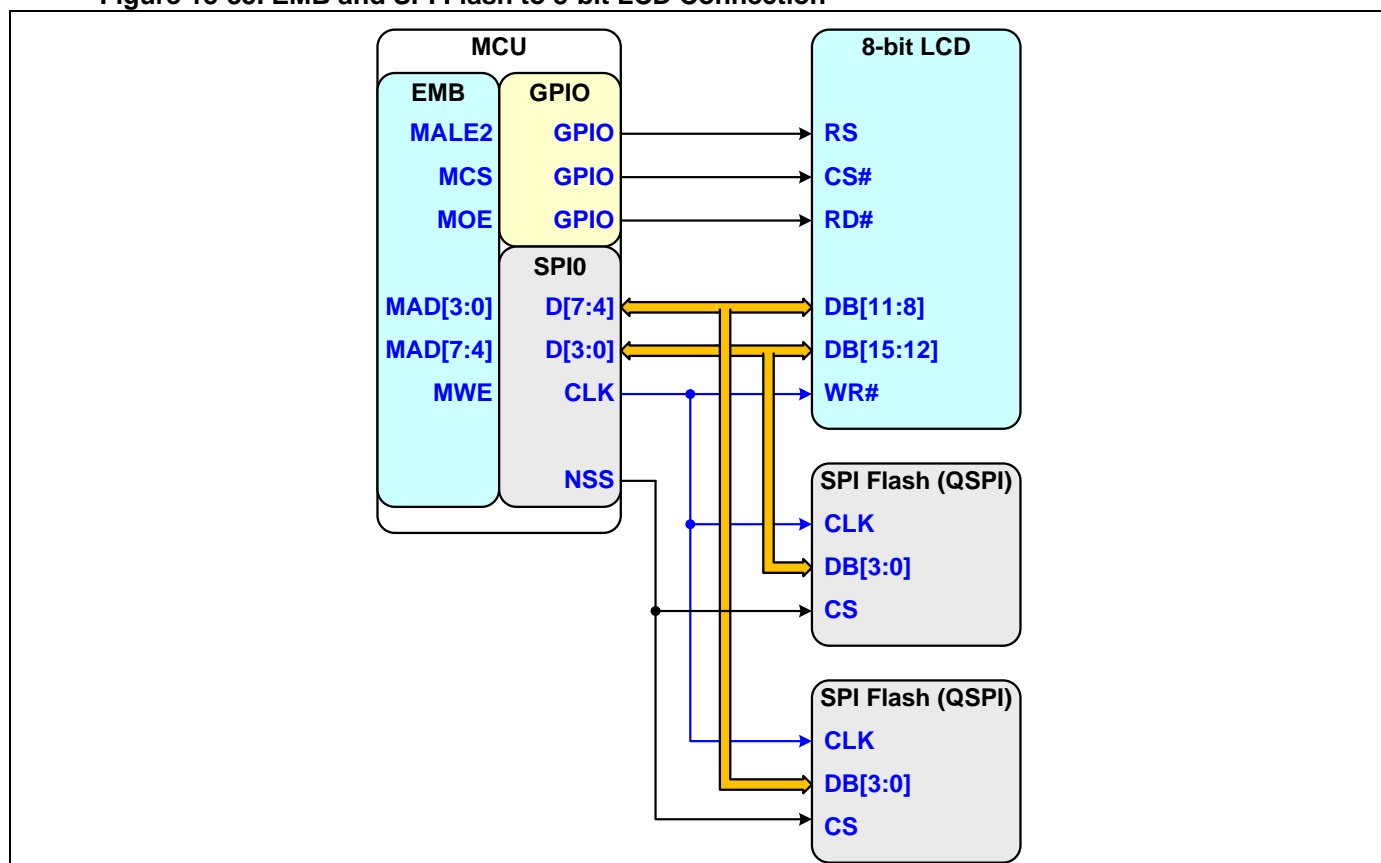 MCU 8-bit LCD
EMB GPIO
MALE2 GPIO RS
MCS GPIO CS#
MOE GPIO RD#
SPI0
MAD[3:0] D[7:4] DB[11:8]
MAD[7:4] D[3:0] DB[15:12]
MWE CLK WR#
NSS SPI Flash (QSPI)
CLK
DB[3:0]
CS
SPI Flash (QSPI)
CLK
DB[3:0]
CS